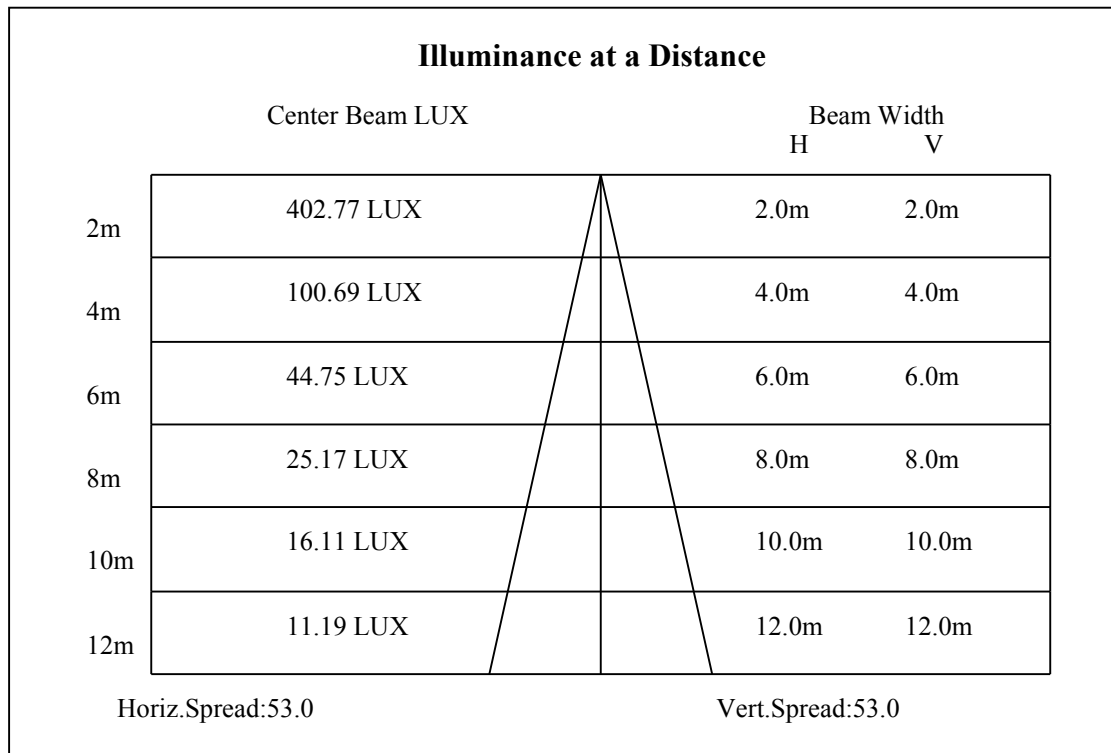 Illuminance at a Distance
Center Beam LUX Beam Width
H V
2m 402.77 LUX 2.0m 2.0m
4m 100.69 LUX 4.0m 4.0m
6m 44.75 LUX 6.0m 6.0m
8m 25.17 LUX 8.0m 8.0m
10m 16.11 LUX 10.0m 10.0m
12m 11.19 LUX 12.0m 12.0m
Horiz.Spread:53.0 Vert.Spread:53.0